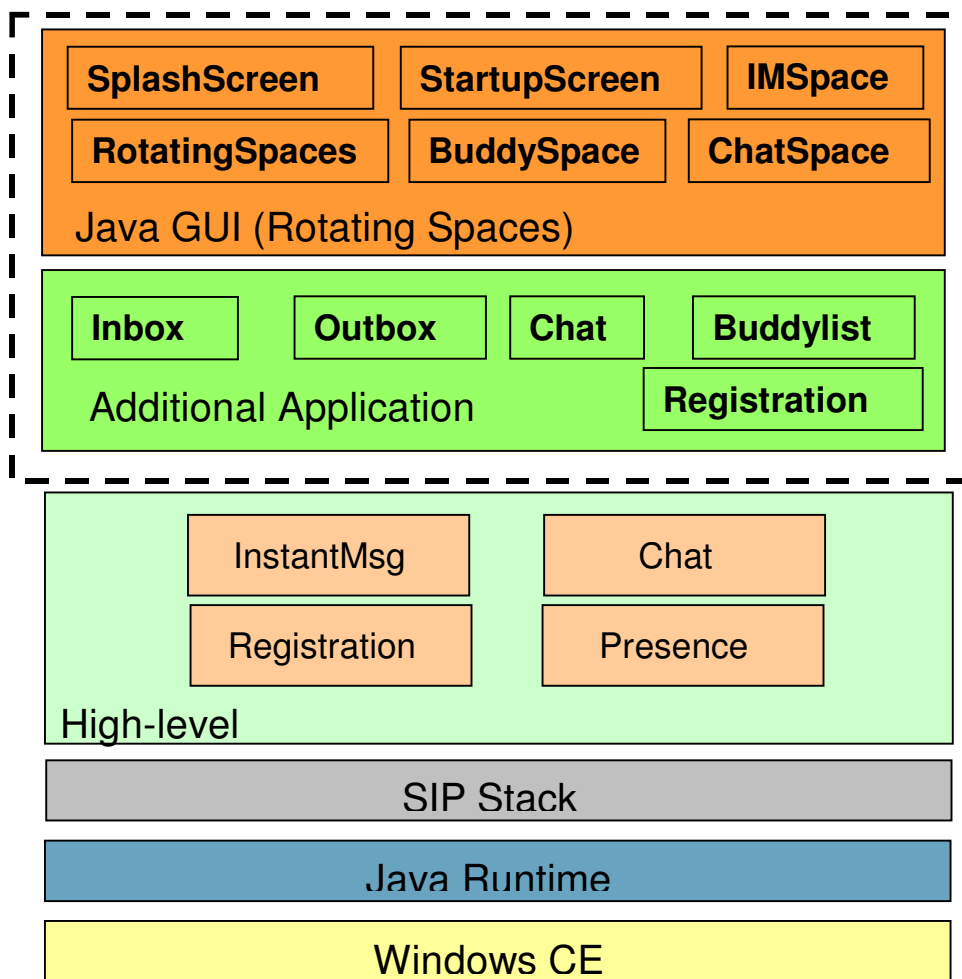 SplashScreen StartupScreen IMSpace
RotatingSpaces BuddySpace ChatSpace
Java GUI (Rotating Spaces)
Inbox Outbox Chat Buddylist
Additional Application Registration
InstantMsg Chat
Registration Presence
High-level
SIP Stack
Java Runtime
Windows CE